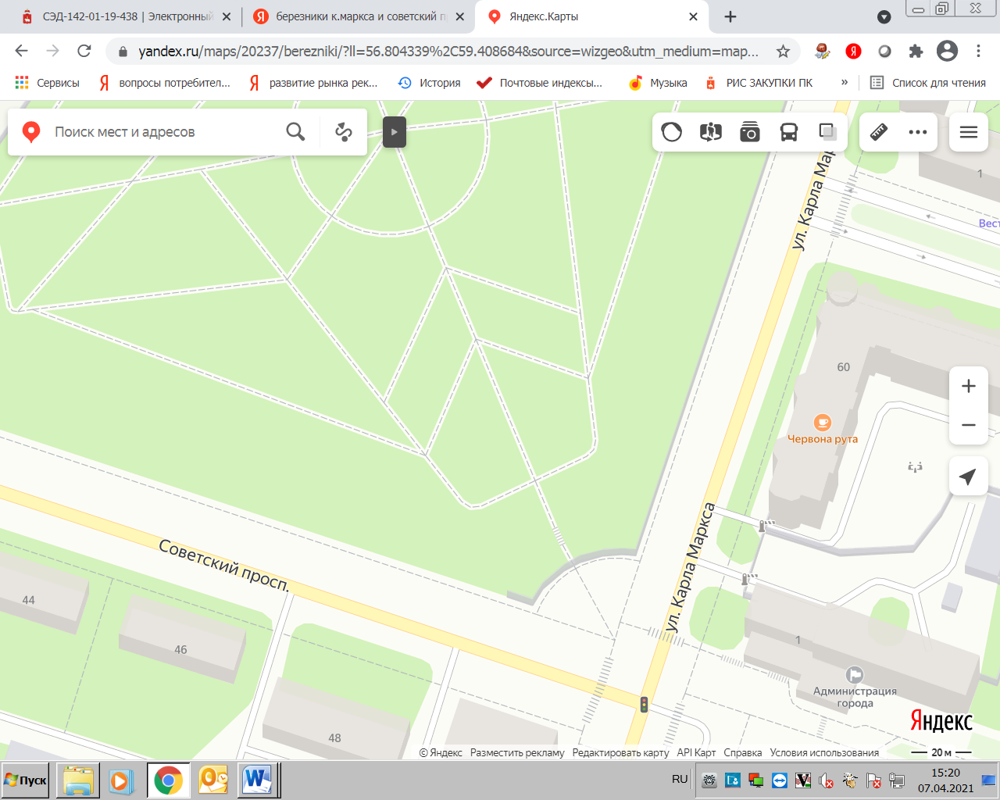 СЭД-142-01-19-438 | Электронный
березники к.маркса и советский п
Яндекс.Карты
yandex.ru/maps/20237/berezniki/?ll=56.804339%2C59.408684&source=wizgeo&utm_medium=map...
Сервисы
вопросы потребител...
развитие рынка рек...
История
Почтовые индексы...
Музыка
РИС ЗАКУПКИ ПК
»
Список для чтения
Поиск мест и адресов
ул. Карла Мар
1
Вест
60
Червона рута
ул. Карла Маркса
Советский просп.
44
46
48
1
Администрация
города
Яндекс
© Яндекс Разместить рекламу Редактировать карту API Карт Справка Условия использования
20 м
Пуск
RU
15:20
07.04.2021